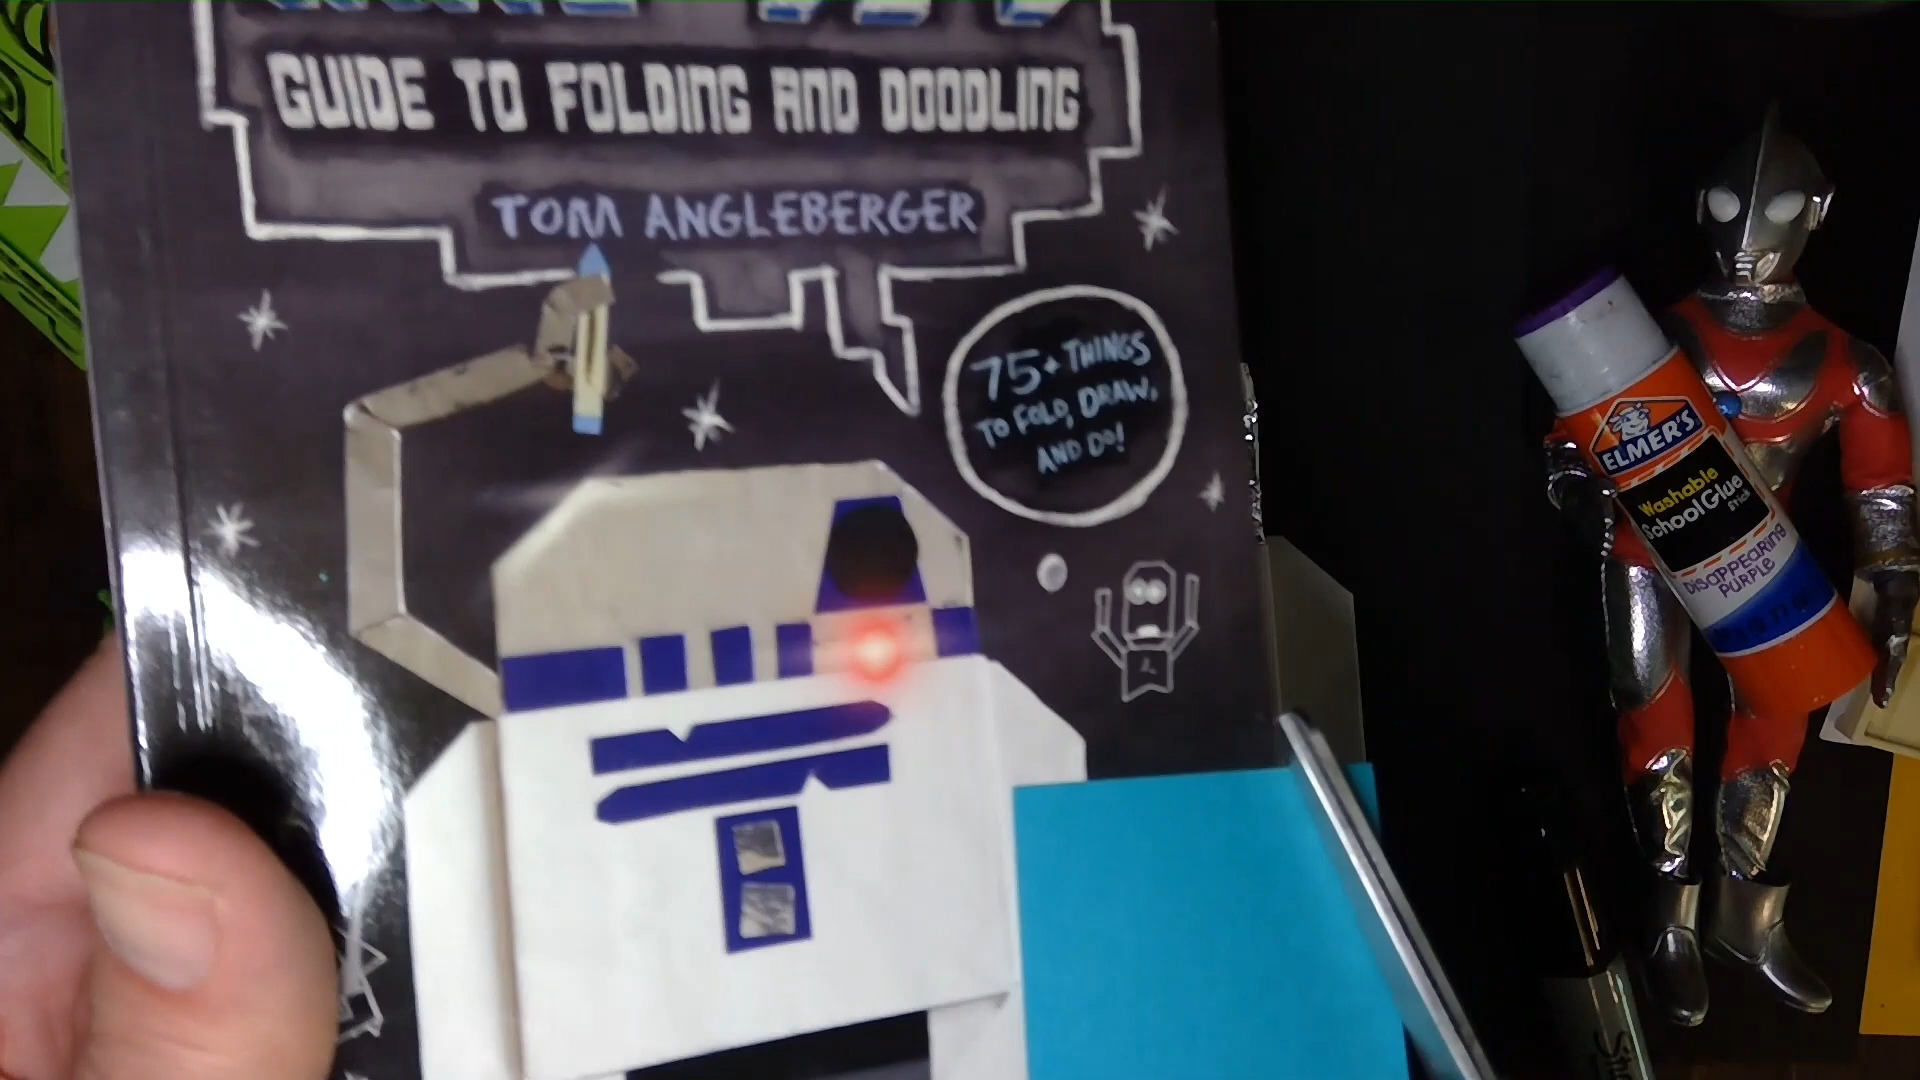 GUIDE TO FOLDING AND DOODLING
TOM ANGLEBERGER
75+ THINGS
TO FOLD, DRAW,
AND DO!
ELMER'S
Washable
School Glue
Stick
DISAPPEARING
PURPLE